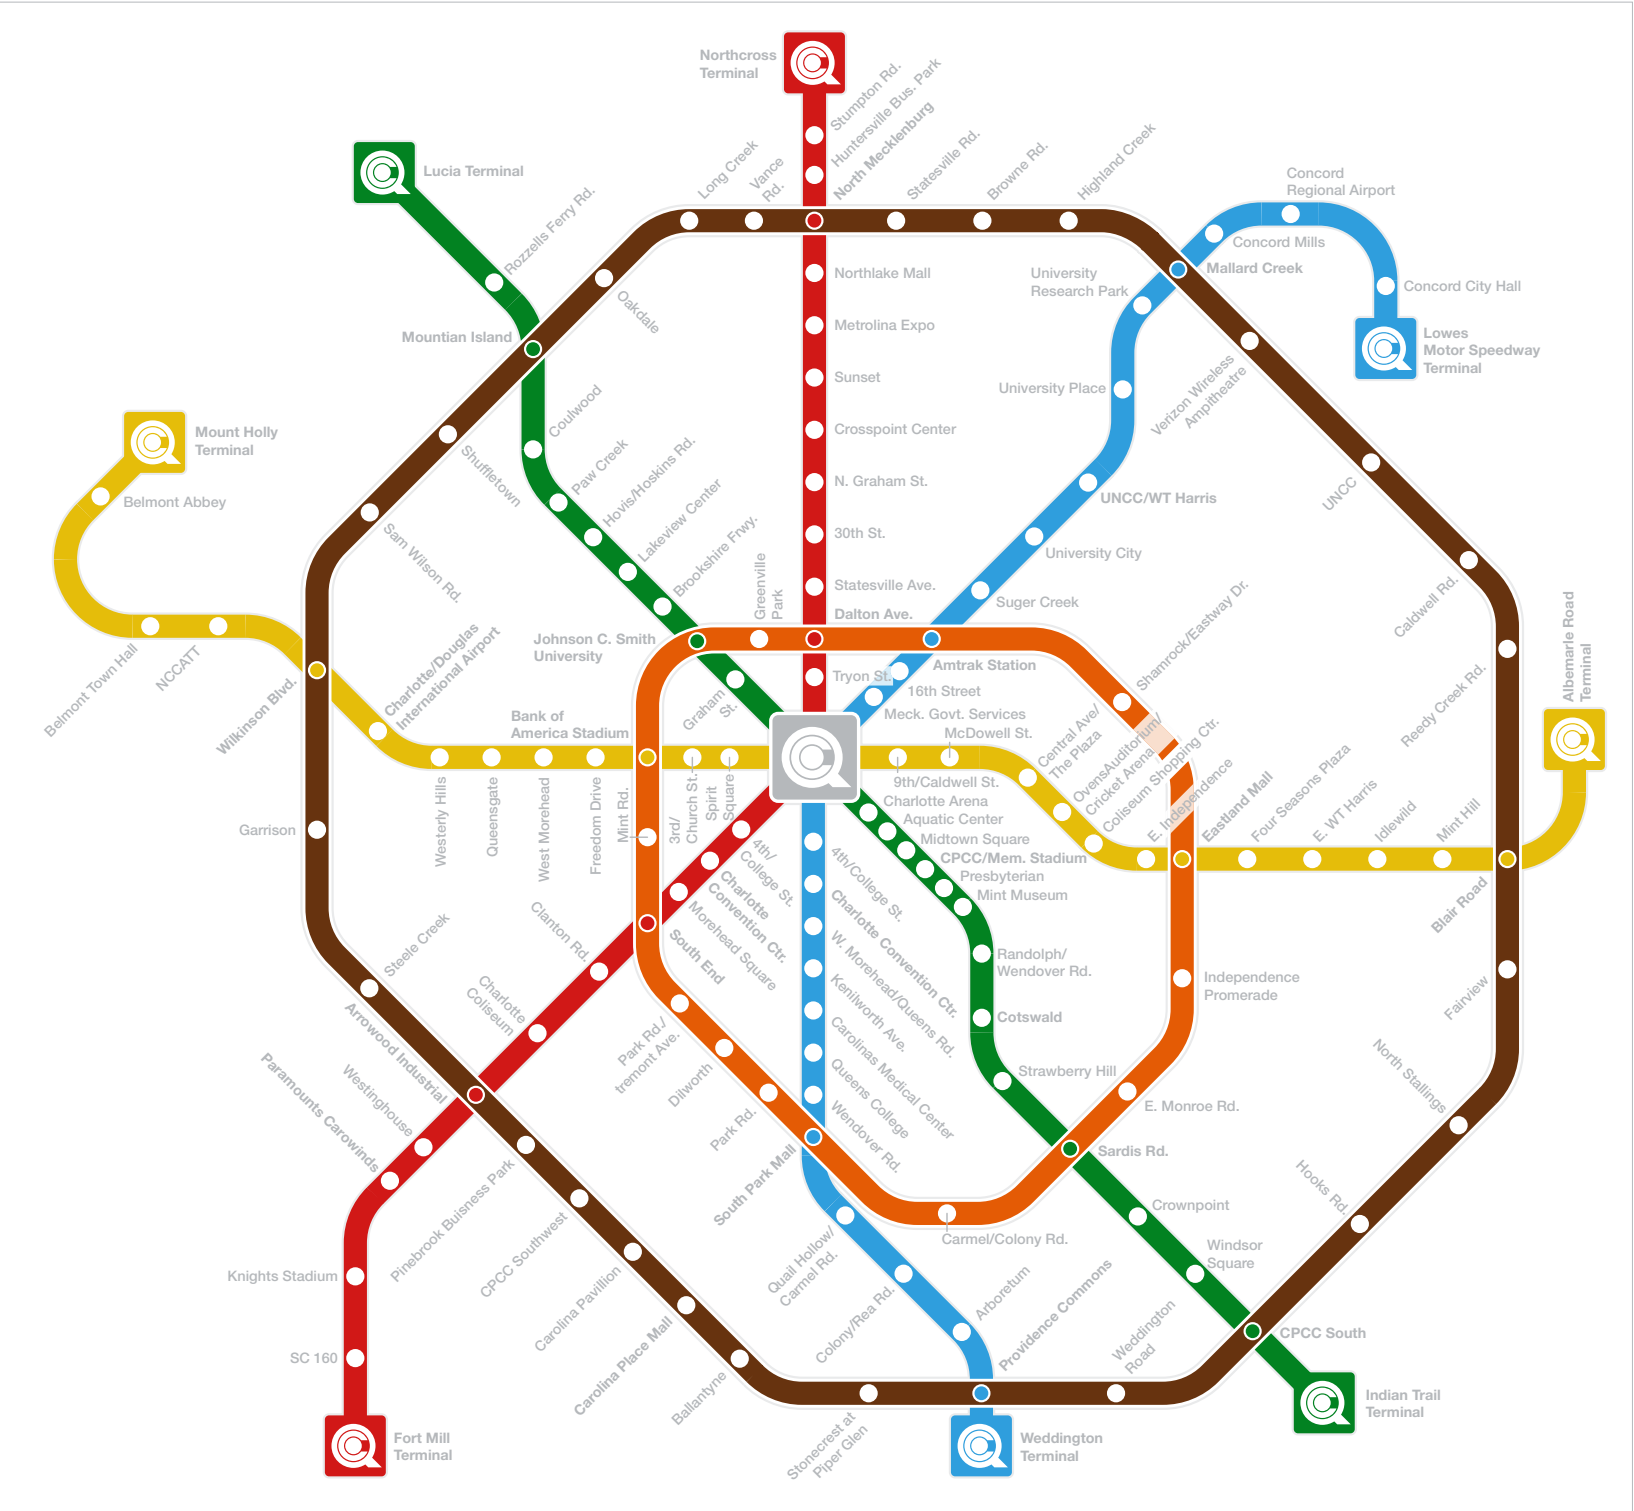 Northcross
Terminal
Stumpton Rd.
Huntersville Bus. Park
North Mecklenburg
Long Creek
Vance
Rd.
Statesville Rd.
Browne Rd.
Highland Creek
Concord
Regional Airport
Concord Mills
Mallard Creek
Concord City Hall
Lowes
Motor Speedway
Terminal
Lucia Terminal
Rozzells Ferry Rd.
Mountian Island
Oakdale
Northlake Mall
Metrolina Expo
Sunset
Crosspoint Center
N. Graham St.
30th St.
Statesville Ave.
Dalton Ave.
Tryon St.
University
Research Park
University Place
UNCC/WT Harris
University City
Suger Creek
Amtrak Station
16th Street
Meck. Govt. Services
McDowell St.
Verizon Wireless
Ampitheatre
UNCC
Caldwell Rd.
Reedy Creek Rd.
Albemarle Road
Terminal
Mount Holly
Terminal
Belmont Abbey
Belmont Town Hall
NCCATT
Wilkinson Blvd.
Charlotte/Douglas
International Airport
Shuffletown
Sam Wilson Rd.
Coulwood
Paw Creek
Hovis/Hoskins Rd.
Lakeview Center
Brookshire Frwy.
Greenville
Park
Johnson C. Smith
University
Graham
St.
Bank of
America Stadium
Westerly Hills
Queensgate
West Morehead
Freedom Drive
Mint Rd.
3rd/
Church St.
Spirit
Square
Shamrock/Eastway Dr.
Central Ave/
The Plaza
OvensAuditorium/
Cricket Arena
Coliseum Shopping Ctr.
E. Independence
Eastland Mall
Four Seasons Plaza
E. WT Harris
Idlewild
Mint Hill
Blair Road
9th/Caldwell St.
Charlotte Arena
Aquatic Center
Midtown Square
CPCC/Mem. Stadium
Presbyterian
Mint Museum
Randolph/
Wendover Rd.
Cotswald
Strawberry Hill
Independence
Promerade
E. Monroe Rd.
Sardis Rd.
Crownpoint
Windsor
Square
CPCC South
Indian Trail
Terminal
Fairview
North Stallings
Hooks Rd.
Garrison
Steele Creek
Arrowood Industrial
4th/
College St.
Charlotte
Convention Ctr.
Morehead Square
South End
Clanton Rd.
Charlotte
Coliseum
Westinghouse
Paramounts Carowinds
Knights Stadium
SC 160
Fort Mill
Terminal
4th/College St.
Charlotte Convention Ctr.
W. Morehead/Queens Rd.
Kenilworth Ave.
Carolinas Medical Center
Queens College
Wendover Rd.
South Park Mall
Park Rd./
tremont Ave.
Dilworth
Park Rd.
Carmel/Colony Rd.
Quail Hollow/
Carmel Rd.
Colony/Rea Rd.
Arboretum
Providence Commons
Weddington
Road
Weddington
Terminal
Pinebrook Buisness Park
CPCC Southwest
Carolina Pavillion
Carolina Place Mall
Ballantyne
Stonecrest at
Piper Glen